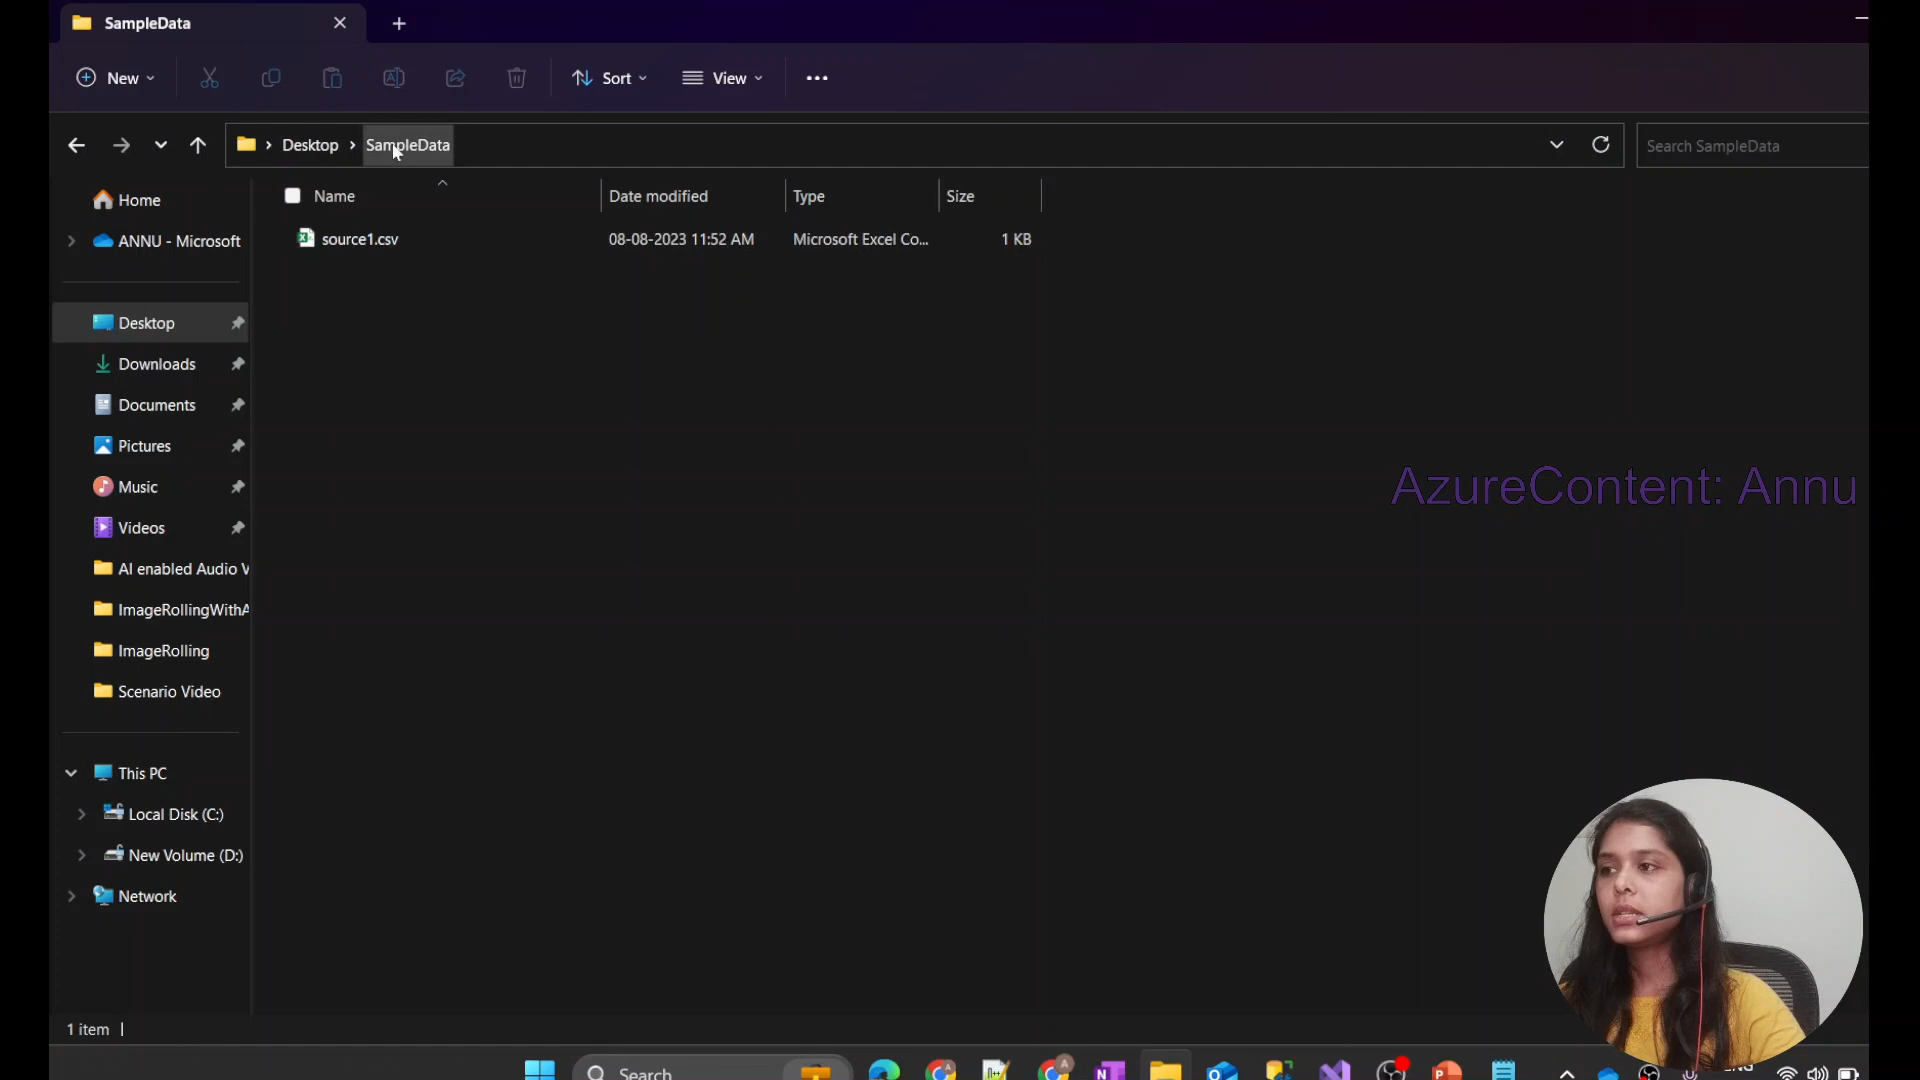 SampleData
New
Sort
View
Desktop
SampleData
Search SampleData
Home
ANNU - Microsoft
Desktop
Downloads
Documents
Pictures
Music
Videos
AI enabled Audio V
ImageRollingWithA
ImageRolling
Scenario Video
This PC
Local Disk (C:)
New Volume (D:)
Network
Name
Date modified
Type
Size
source1.csv
08-08-2023 11:52 AM
Microsoft Excel Co...
1 KB
AzureContent: Annu
1 item
Search
ENG